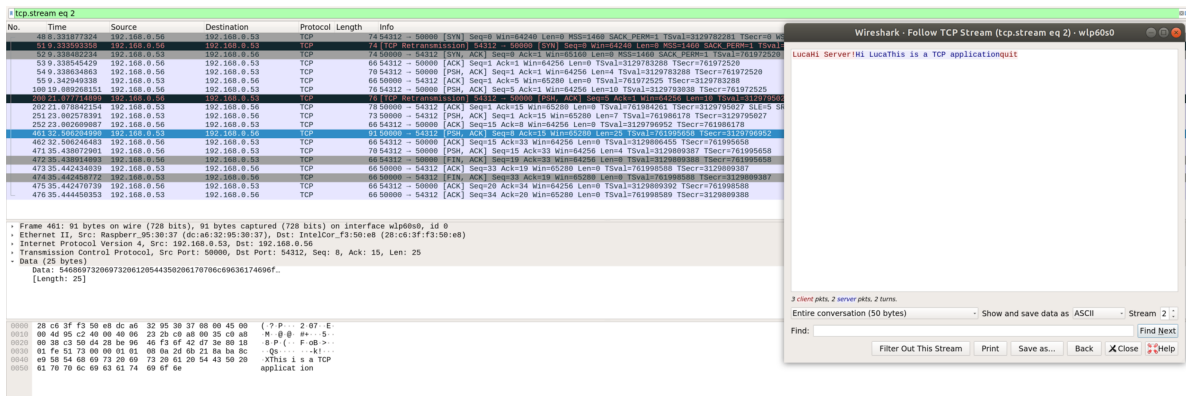 tcp.stream eq 2
No. Time Source Destination Protocol Length Info
48 8.331877324 192.168.0.56 192.168.0.53 TCP 74 54312 → 50000 [SYN] Seq=0 Win=64240 Len=0 MSS=1460 SACK_PERM=1 TSval=3129782281 TSecr=0 WS
51 9.333593358 192.168.0.56 192.168.0.53 TCP 74 [TCP Retransmission] 54312 → 50000 [SYN] Seq=0 Win=64240 Len=0 MSS=1460 SACK_PERM=1 TSval=
52 9.338482234 192.168.0.53 192.168.0.56 TCP 74 50000 → 54312 [SYN, ACK] Seq=0 Ack=1 Win=65160 Len=0 MSS=1460 SACK_PERM=1 TSval=761972520
53 9.338545429 192.168.0.56 192.168.0.53 TCP 66 54312 → 50000 [ACK] Seq=1 Ack=1 Win=64256 Len=0 TSval=3129783288 TSecr=761972520
54 9.338634863 192.168.0.56 192.168.0.53 TCP 70 54312 → 50000 [PSH, ACK] Seq=1 Ack=1 Win=64256 Len=4 TSval=3129783288 TSecr=761972520
55 9.342949338 192.168.0.53 192.168.0.56 TCP 66 50000 → 54312 [ACK] Seq=1 Ack=5 Win=65280 Len=0 TSval=761972525 TSecr=3129783288
100 19.089268151 192.168.0.56 192.168.0.53 TCP 76 54312 → 50000 [PSH, ACK] Seq=5 Ack=1 Win=64256 Len=10 TSval=3129793038 TSecr=761972525
200 21.077714899 192.168.0.56 192.168.0.53 TCP 76 [TCP Retransmission] 54312 → 50000 [PSH, ACK] Seq=5 Ack=1 Win=64256 Len=10 TSval=312979502
202 21.078842154 192.168.0.53 192.168.0.56 TCP 78 50000 → 54312 [ACK] Seq=1 Ack=15 Win=65280 Len=0 TSval=761984261 TSecr=3129795027 SLE=5 SR
251 23.002578391 192.168.0.53 192.168.0.56 TCP 73 50000 → 54312 [PSH, ACK] Seq=1 Ack=15 Win=65280 Len=7 TSval=761986178 TSecr=3129795027
252 23.002609087 192.168.0.56 192.168.0.53 TCP 66 54312 → 50000 [ACK] Seq=15 Ack=8 Win=64256 Len=0 TSval=3129796952 TSecr=761986178
461 32.506204990 192.168.0.53 192.168.0.56 TCP 91 50000 → 54312 [PSH, ACK] Seq=8 Ack=15 Win=65280 Len=25 TSval=761995658 TSecr=3129796952
462 32.506246483 192.168.0.56 192.168.0.53 TCP 66 54312 → 50000 [ACK] Seq=15 Ack=33 Win=64256 Len=0 TSval=3129806455 TSecr=761995658
471 35.438072901 192.168.0.56 192.168.0.53 TCP 70 54312 → 50000 [PSH, ACK] Seq=15 Ack=33 Win=64256 Len=4 TSval=3129809387 TSecr=761995658
472 35.438914093 192.168.0.56 192.168.0.53 TCP 66 54312 → 50000 [FIN, ACK] Seq=19 Ack=33 Win=64256 Len=0 TSval=3129809388 TSecr=761995658
473 35.442434039 192.168.0.53 192.168.0.56 TCP 66 50000 → 54312 [ACK] Seq=33 Ack=19 Win=65280 Len=0 TSval=761998588 TSecr=3129809387
474 35.442458772 192.168.0.53 192.168.0.56 TCP 66 50000 → 54312 [FIN, ACK] Seq=33 Ack=19 Win=65280 Len=0 TSval=761998588 TSecr=3129809387
475 35.442470739 192.168.0.56 192.168.0.53 TCP 66 54312 → 50000 [ACK] Seq=20 Ack=34 Win=64256 Len=0 TSval=3129809392 TSecr=761998588
476 35.444450353 192.168.0.53 192.168.0.56 TCP 66 50000 → 54312 [ACK] Seq=34 Ack=20 Win=65280 Len=0 TSval=761998589 TSecr=3129809388
Frame 461: 91 bytes on wire (728 bits), 91 bytes captured (728 bits) on interface wlp60s0, id 0
Ethernet II, Src: Raspberr_95:30:37 (dc:a6:32:95:30:37), Dst: IntelCor_f3:50:e8 (28:c6:3f:f3:50:e8)
Internet Protocol Version 4, Src: 192.168.0.53, Dst: 192.168.0.56
Transmission Control Protocol, Src Port: 50000, Dst Port: 54312, Seq: 8, Ack: 15, Len: 25
Data (25 bytes)
Data: 54686973206973206120544350206170706c69636174696f…
[Length: 25]
0000 28 c6 3f f3 50 e8 dc a6 32 95 30 37 08 00 45 00 (·?·P··· 2·07··E·
0010 00 4d 95 c2 40 00 40 06 23 2b c0 a8 00 35 c0 a8 ·M··@·@· #+···5··
0020 00 38 c3 50 d4 28 be 96 46 3f 6f 42 d7 3e 80 18 ·8·P·(·· F?oB·>··
0030 01 fe 51 73 00 00 01 01 08 0a 2d 6b 21 8a ba 8c ··Qs···· ··-k!···
0040 e9 58 54 68 69 73 20 69 73 20 61 20 54 43 50 20 ·XThis i s a TCP
0050 61 70 70 6c 69 63 61 74 69 6f 6e applicat ion
Wireshark · Follow TCP Stream (tcp.stream eq 2) · wlp60s0
LucaHi Server!Hi LucaThis is a TCP applicationquit
3 client pkts, 2 server pkts, 2 turns.
Entire conversation (50 bytes) Show and save data as ASCII Stream 2
Find: Find Next
Filter Out This Stream Print Save as... Back Close Help